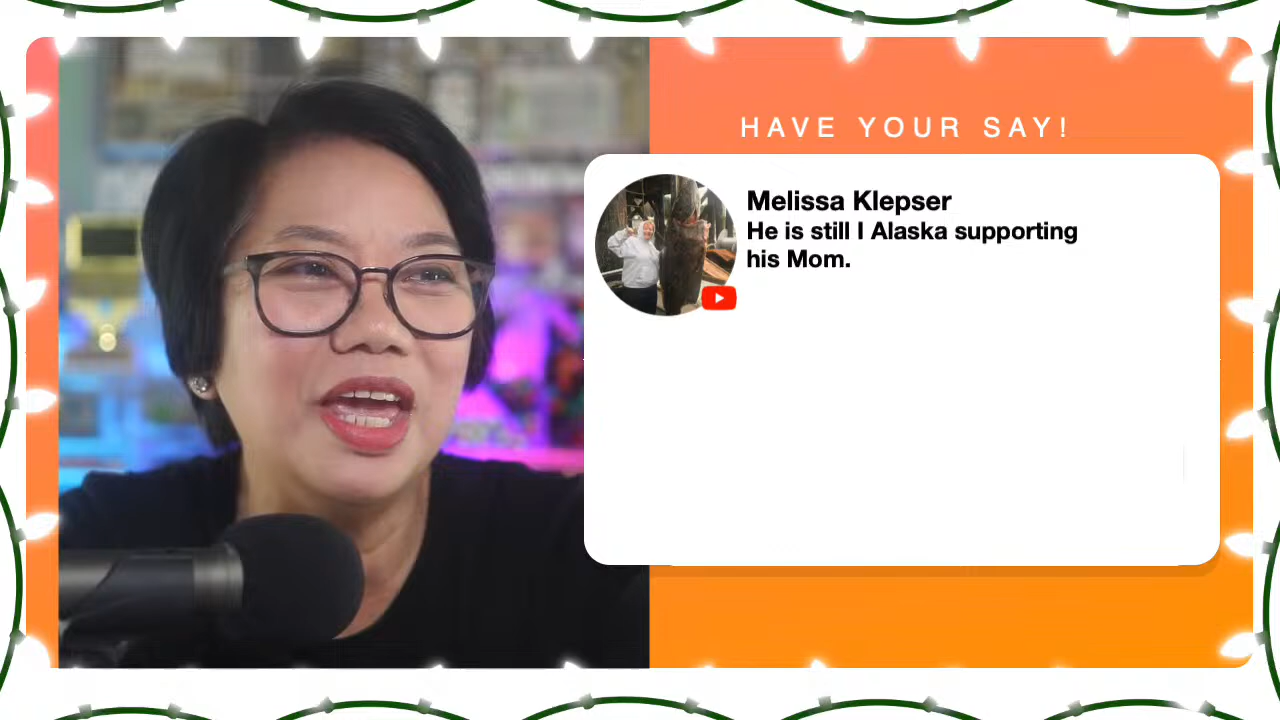 HAVE YOUR SAY!
Melissa Klepser
He is still I Alaska supporting
his Mom.